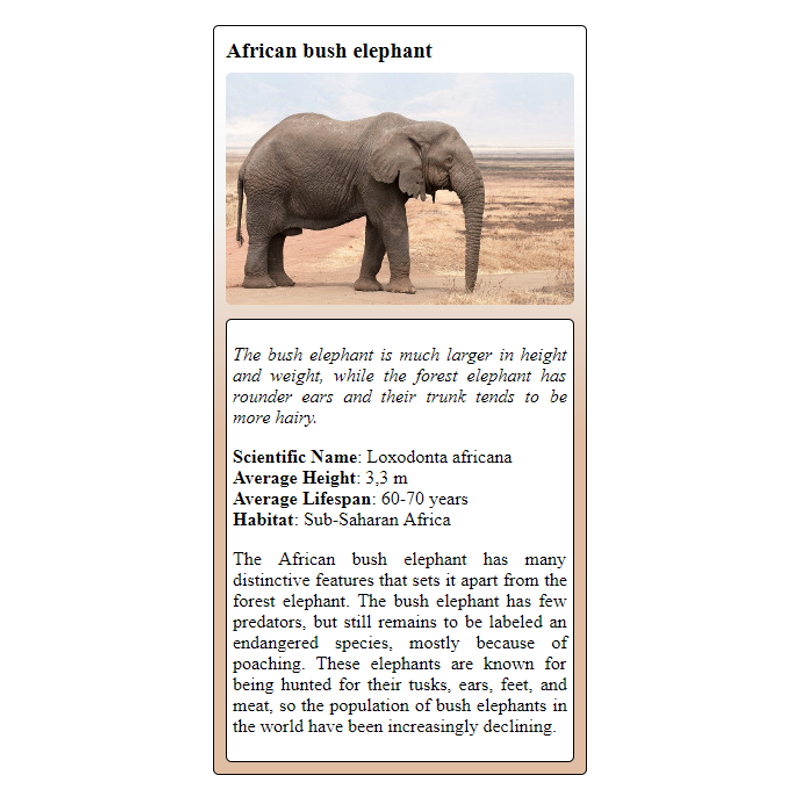 African bush elephant
The bush elephant is much larger in height
and weight, while the forest elephant has
rounder ears and their trunk tends to be
more hairy.
Scientific Name: Loxodonta africana
Average Height: 3,3 m
Average Lifespan: 60-70 years
Habitat: Sub-Saharan Africa
The African bush elephant has many
distinctive features that sets it apart from the
forest elephant. The bush elephant has few
predators, but still remains to be labeled an
endangered species, mostly because of
poaching. These elephants are known for
being hunted for their tusks, ears, feet, and
meat, so the population of bush elephants in
the world have been increasingly declining.